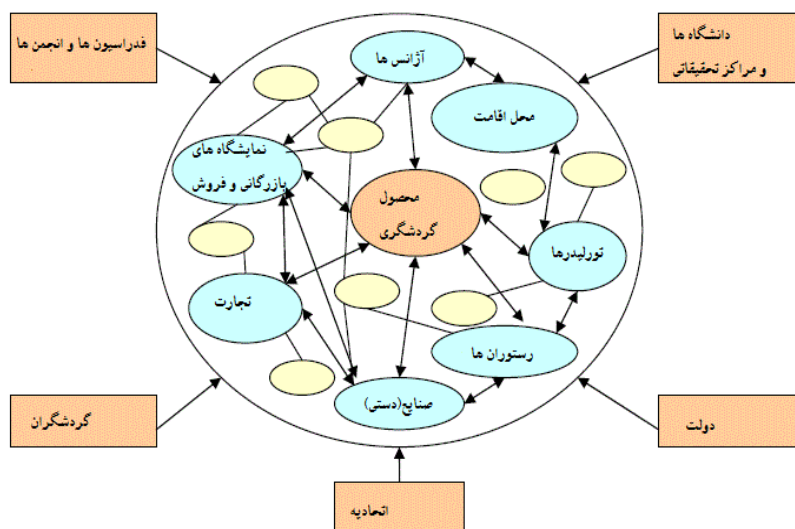 فدراسیون ها و انجمن ها
دانشگاه ها
و مراکز تحقیقاتی
آژانس ها
محل اقامت
نمایشگاه های
بازرگانی و فروش
محصول
گردشگری
تورلیدرها
تجارت
رستوران ها
صنایع(دستی)
گردشگران
دولت
اتحادیه